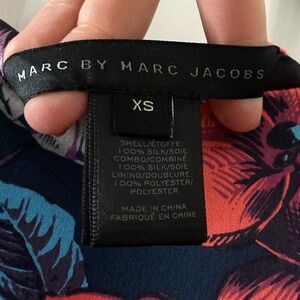 MARC BY MARC JACOBS
XS
SHELL/ÉTOFFE
100% SILK/SOIE
COMBO/COMBINÉ
100% SILK/SOIE
LINING/DOUBLURE
100% POLYESTER/
POLYESTER
MADE IN CHINA
FABRIQUÉ EN CHINE